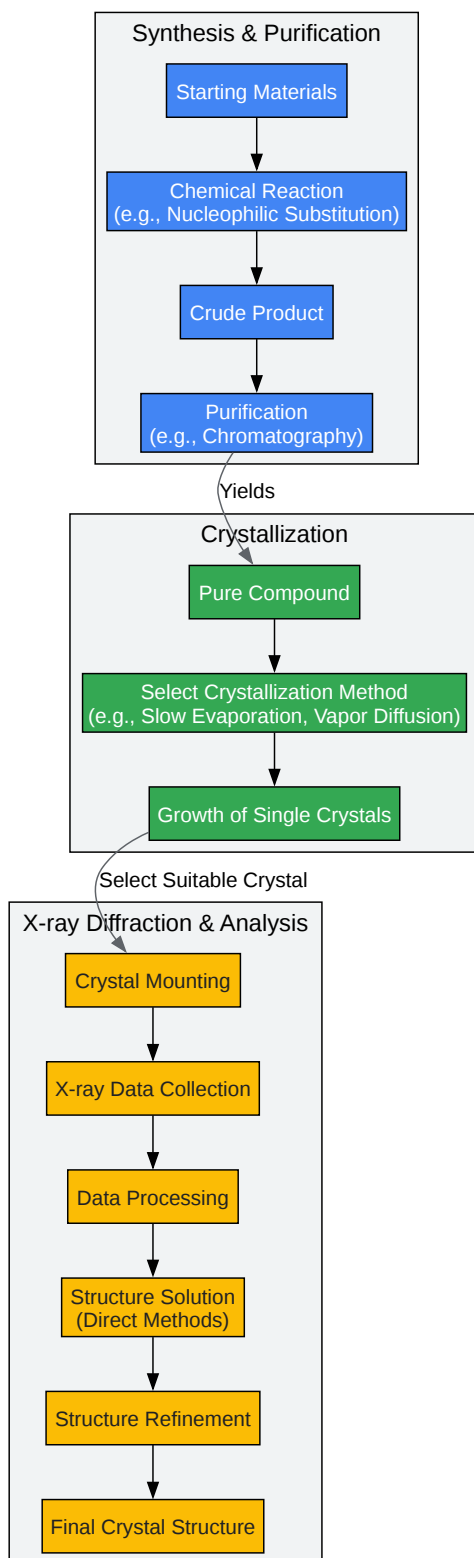 Synthesis & Purification
Starting Materials
Chemical Reaction
(e.g., Nucleophilic Substitution)
Crude Product
Purification
(e.g., Chromatography)
Yields
Crystallization
Pure Compound
Select Crystallization Method
(e.g., Slow Evaporation, Vapor Diffusion)
Growth of Single Crystals
Select Suitable Crystal
X-ray Diffraction & Analysis
Crystal Mounting
X-ray Data Collection
Data Processing
Structure Solution
(Direct Methods)
Structure Refinement
Final Crystal Structure